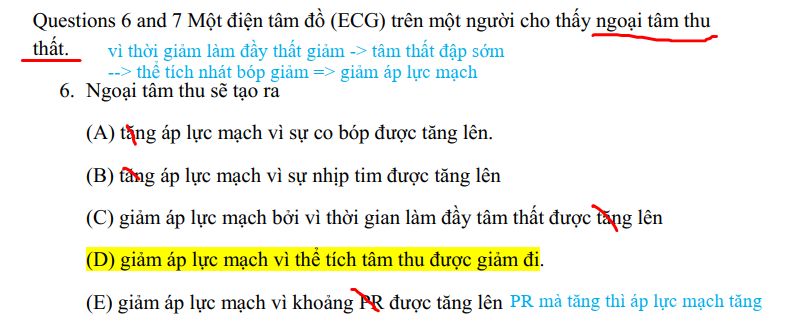 Questions 6 and 7 Một điện tâm đồ (ECG) trên một người cho thấy ngoại tâm thu
thất. vì thời giảm làm đầy thất giảm -> tâm thất đập sớm
--> thể tích nhát bóp giảm => giảm áp lực mạch
6. Ngoại tâm thu sẽ tạo ra
(A) tăng áp lực mạch vì sự co bóp được tăng lên.
(B) tăng áp lực mạch vì sự nhịp tim được tăng lên
(C) giảm áp lực mạch bởi vì thời gian làm đầy tâm thất được tăng lên
(D) giảm áp lực mạch vì thể tích tâm thu được giảm đi.
(E) giảm áp lực mạch vì khoảng PR được tăng lên PR mà tăng thì áp lực mạch tăng